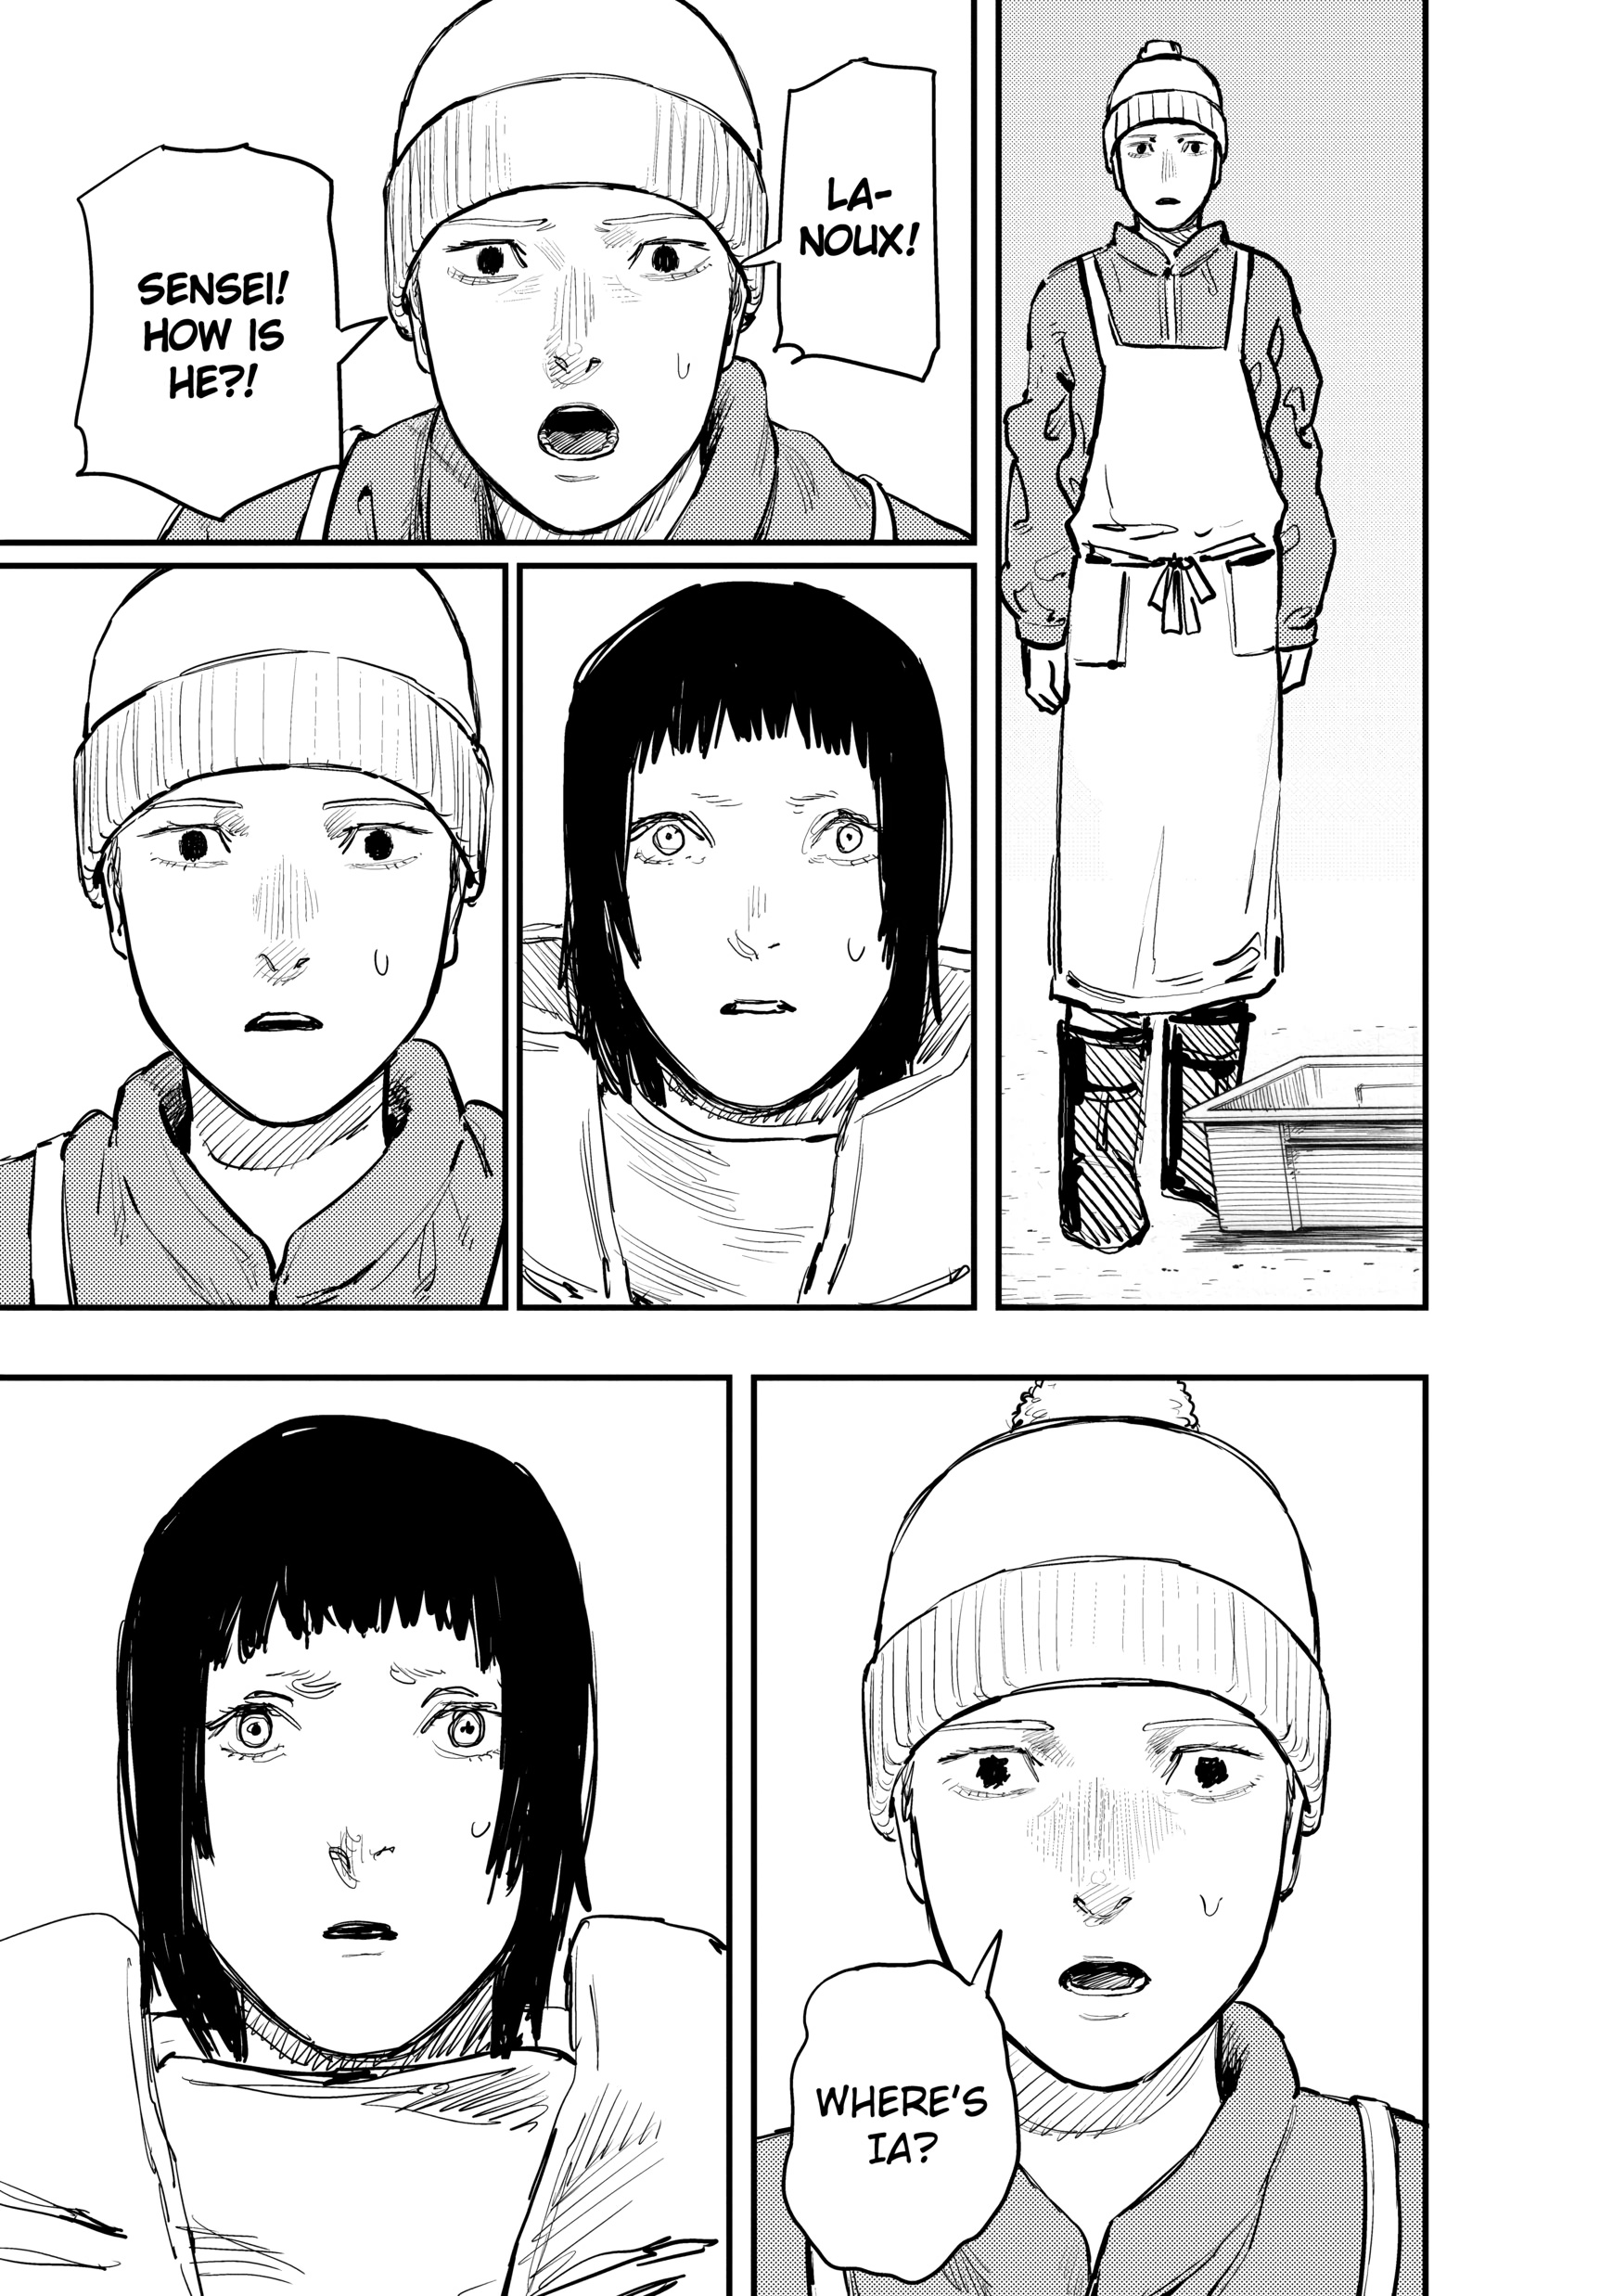 LA-
NOUX!
SENSEI!
HOW IS
HE?!
WHERE'S
IA?